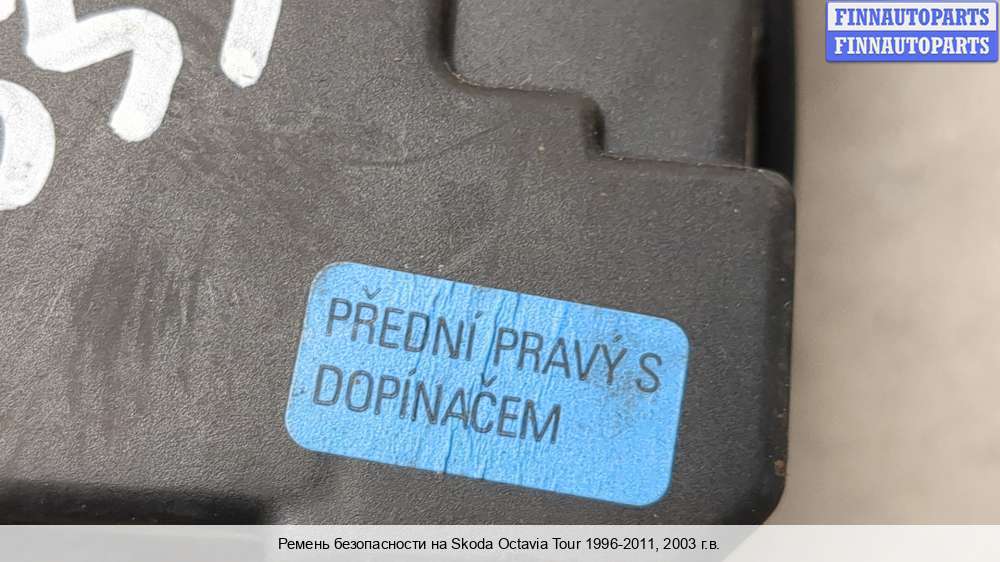 FINNAUTOPARTS
FINNAUTOPARTS
PŘEDNÍ PRAVÝ S
DOPÍNAČEM
Ремень безопасности на Skoda Octavia Tour 1996-2011, 2003 г.в.